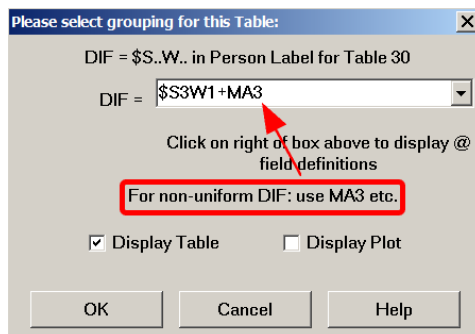 Please select grouping for this Table:
DIF = $S..W.. in Person Label for Table 30
DIF = $S3W1+MA3
Click on right of box above to display @
field definitions
For non-uniform DIF: use MA3 etc.
Display Table Display Plot
OK Cancel Help